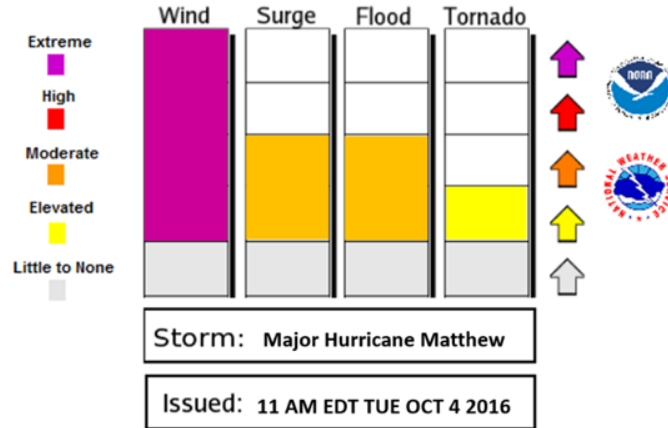 Wind Surge Flood Tornado
Extreme
High
Moderate
Elevated
Little to None
NOAA
NATIONAL WEATHER SERVICE
Storm: Major Hurricane Matthew
Issued: 11 AM EDT TUE OCT 4 2016